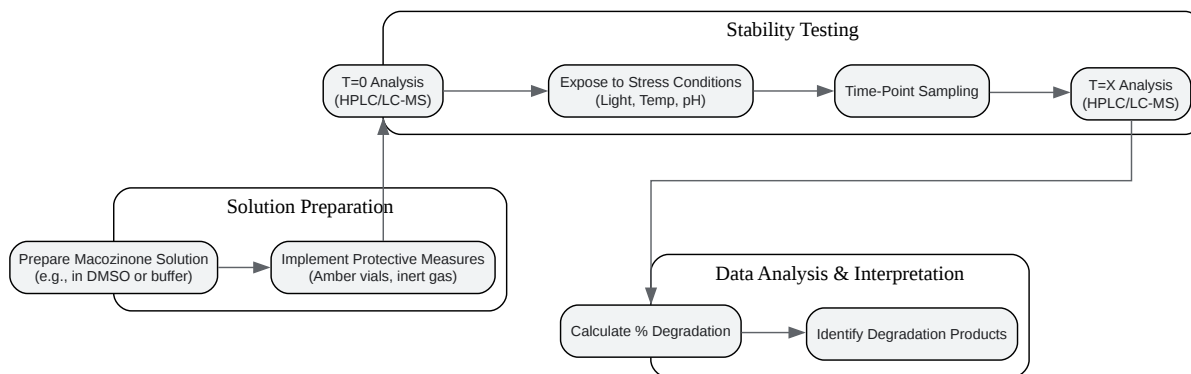 Stability Testing
T=0 Analysis
(HPLC/LC-MS)
Expose to Stress Conditions
(Light, Temp, pH)
Time-Point Sampling
T=X Analysis
(HPLC/LC-MS)
Solution Preparation
Prepare Macozinone Solution
(e.g., in DMSO or buffer)
Implement Protective Measures
(Amber vials, inert gas)
Data Analysis & Interpretation
Calculate % Degradation
Identify Degradation Products